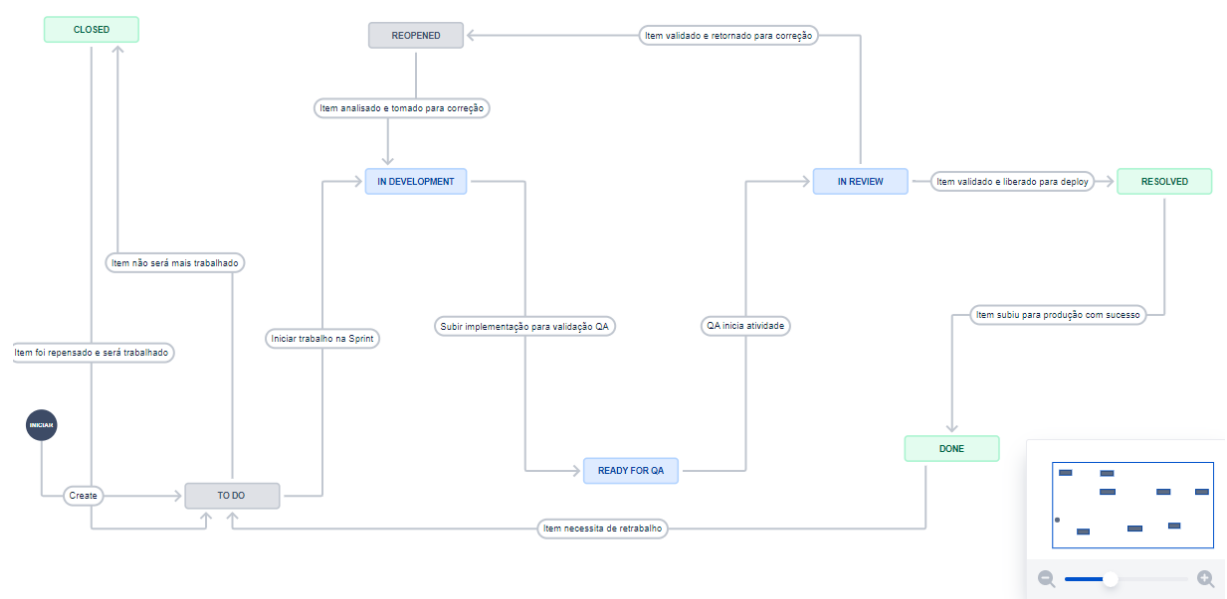 CLOSED
REOPENED
Item validado e retornado para correção
Item analisado e tomado para correção
IN DEVELOPMENT
IN REVIEW
Item validado e liberado para deploy
RESOLVED
Item não será mais trabalhado
Item subiu para produção com sucesso
Subir implementação para validação QA
QA inicia atividade
Iniciar trabalho na Sprint
Item foi repensado e será trabalhado
INICIAR
DONE
READY FOR QA
Create
TO DO
Item necessita de retrabalho